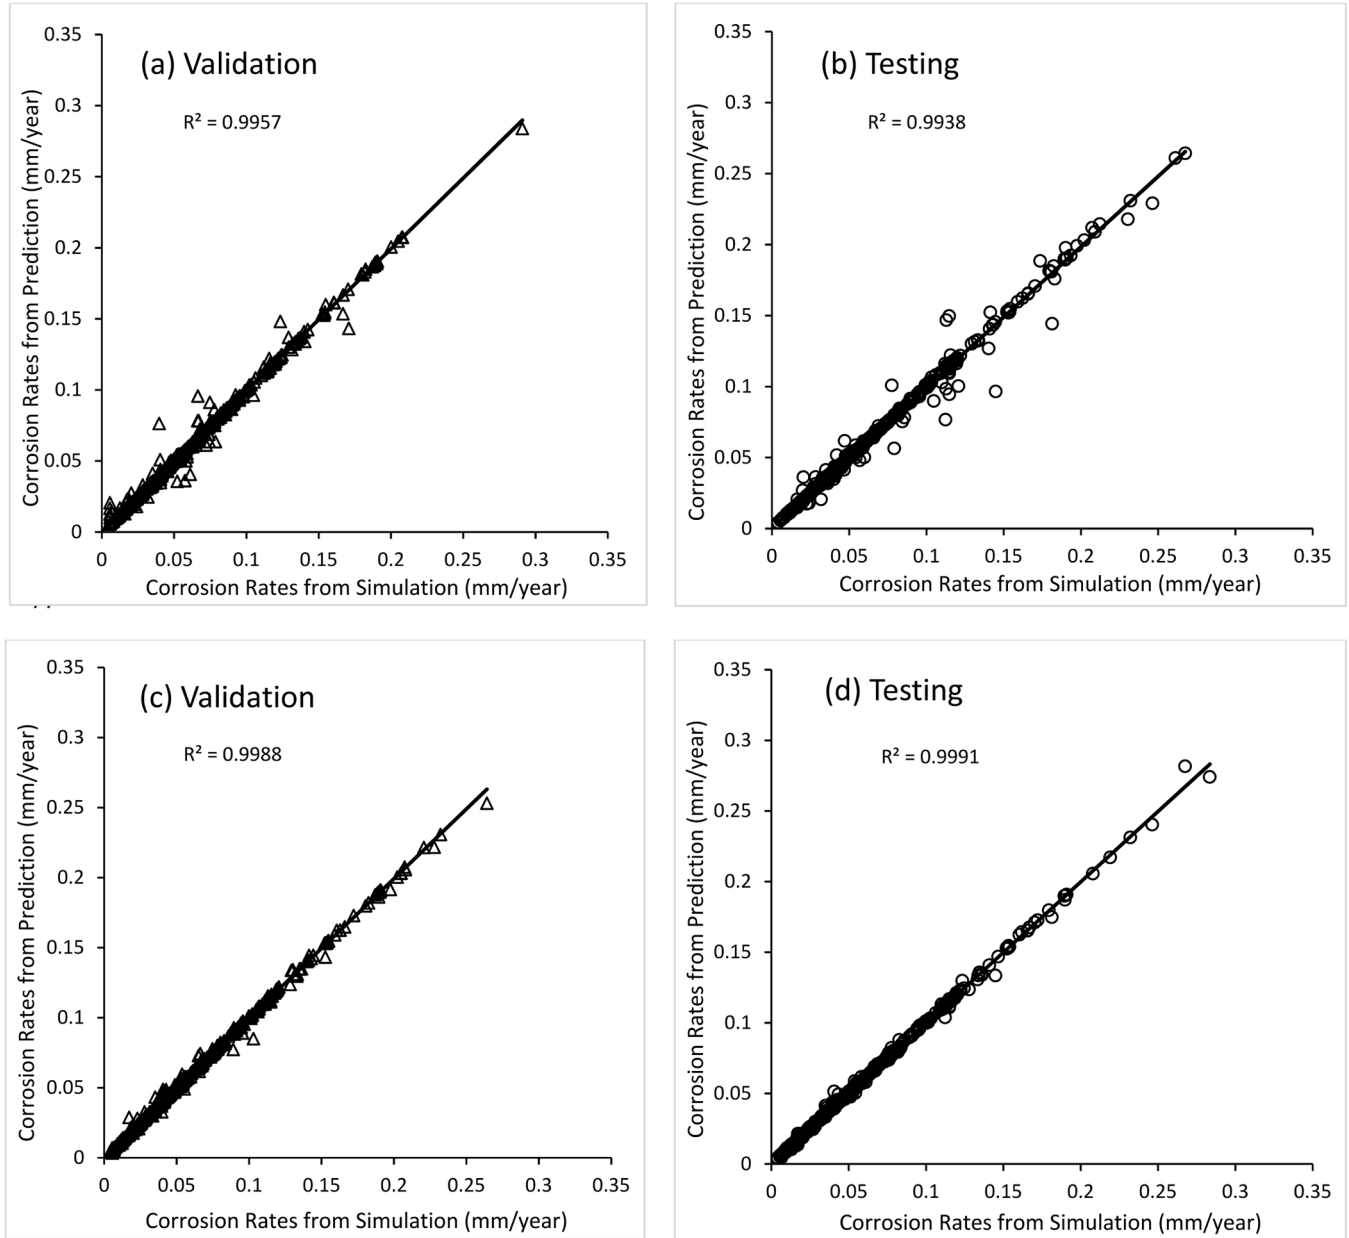 (a) Validation
R² = 0.9957
Corrosion Rates from Prediction (mm/year)
0.35
0.3
0.25
0.2
0.15
0.1
0.05
0
0 0.05 0.1 0.15 0.2 0.25 0.3 0.35
Corrosion Rates from Simulation (mm/year)
(b) Testing
R² = 0.9938
Corrosion Rates from Prediction (mm/year)
0.35
0.3
0.25
0.2
0.15
0.1
0.05
0
0 0.05 0.1 0.15 0.2 0.25 0.3 0.35
Corrosion Rates from Simulation (mm/year)
(c) Validation
R² = 0.9988
Corrosion Rates from Prediction (mm/year)
0.35
0.3
0.25
0.2
0.15
0.1
0.05
0
0 0.05 0.1 0.15 0.2 0.25 0.3 0.35
Corrosion Rates from Simulation (mm/year)
(d) Testing
R² = 0.9991
Corrosion Rates from Prediction (mm/year)
0.35
0.3
0.25
0.2
0.15
0.1
0.05
0
0 0.05 0.1 0.15 0.2 0.25 0.3 0.35
Corrosion Rates from Simulation (mm/year)